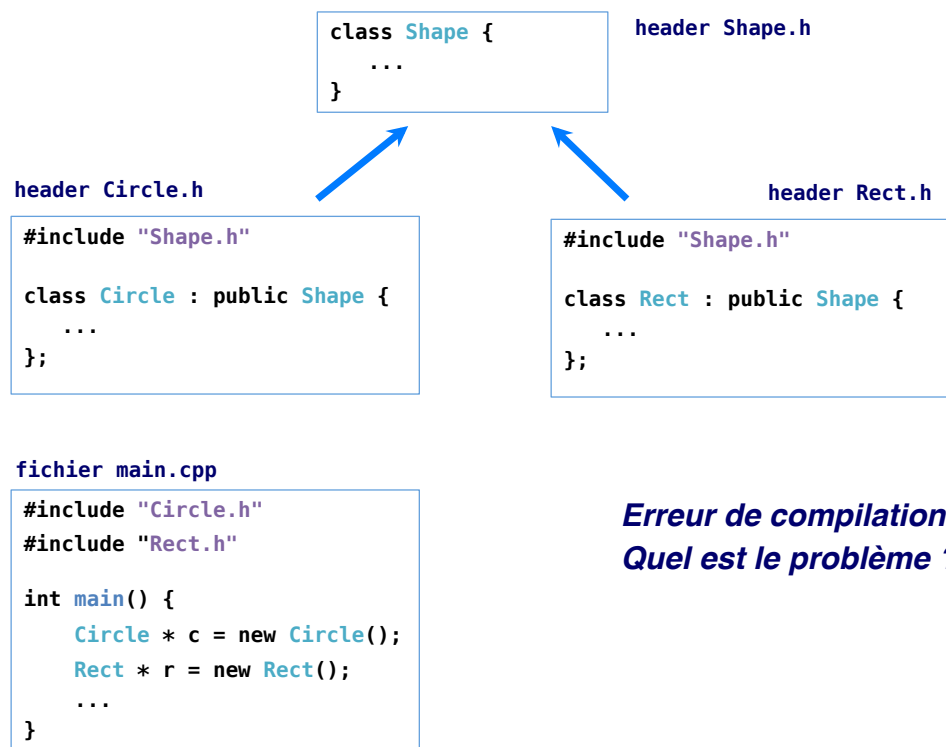 class Shape {
...
}
header Shape.h
header Circle.h
#include "Shape.h"
class Circle : public Shape {
...
};
header Rect.h
#include "Shape.h"
class Rect : public Shape {
...
};
fichier main.cpp
#include "Circle.h"
#include "Rect.h"
int main() {
Circle * c = new Circle();
Rect * r = new Rect();
...
}
Erreur de compilation
Quel est le problème ?